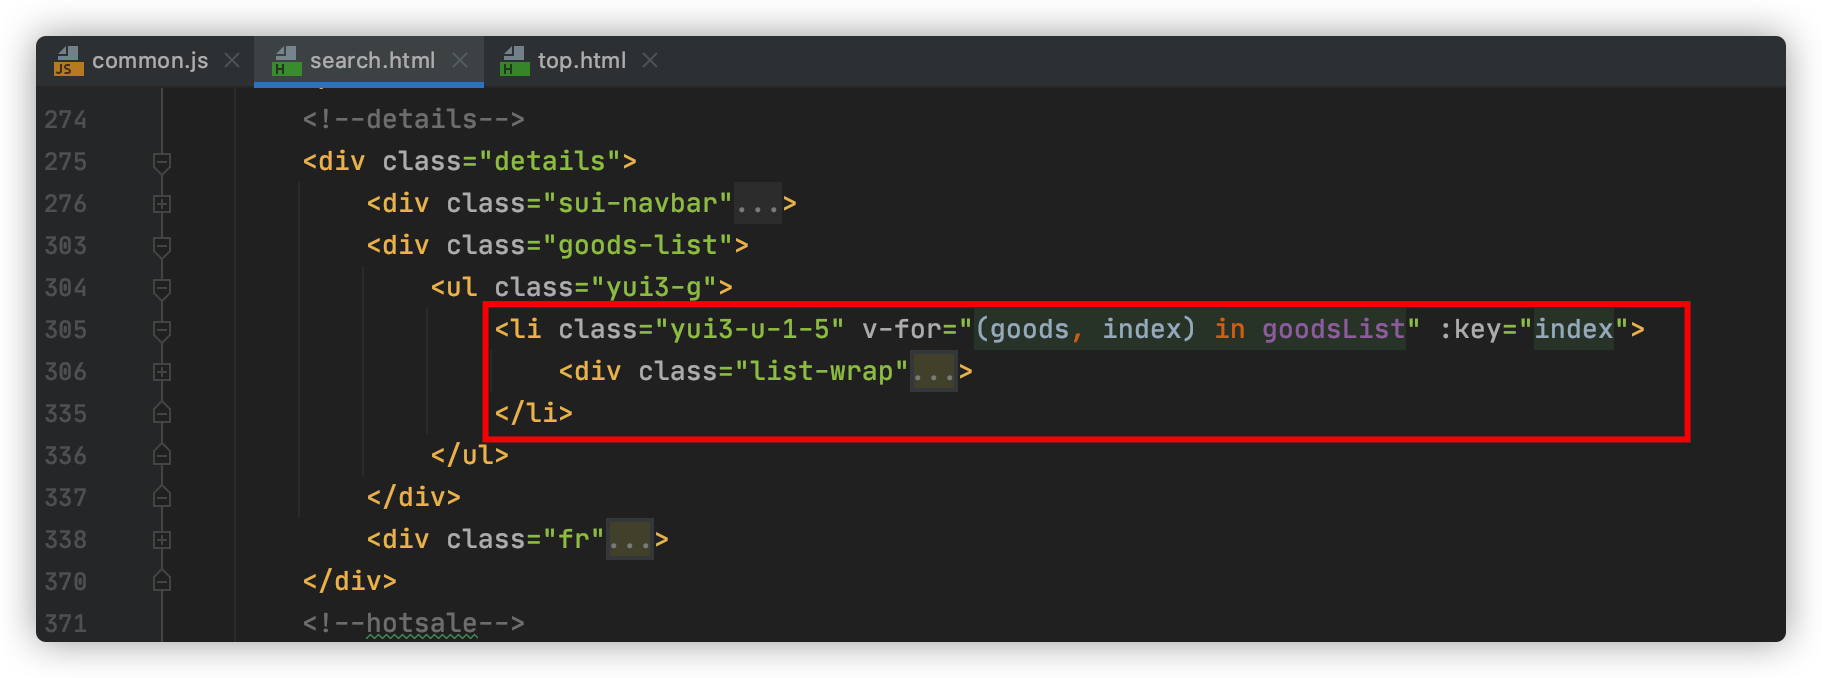 common.js search.html top.html
274 <!--details-->
275 <div class="details">
276 <div class="sui-navbar"...>
303 <div class="goods-list">
304 <ul class="yui3-g">
305 <li class="yui3-u-1-5" v-for="(goods, index) in goodsList" :key="index">
306 <div class="list-wrap"...>
335 </li>
336 </ul>
337 </div>
338 <div class="fr"...>
370 </div>
371 <!--hotsale-->